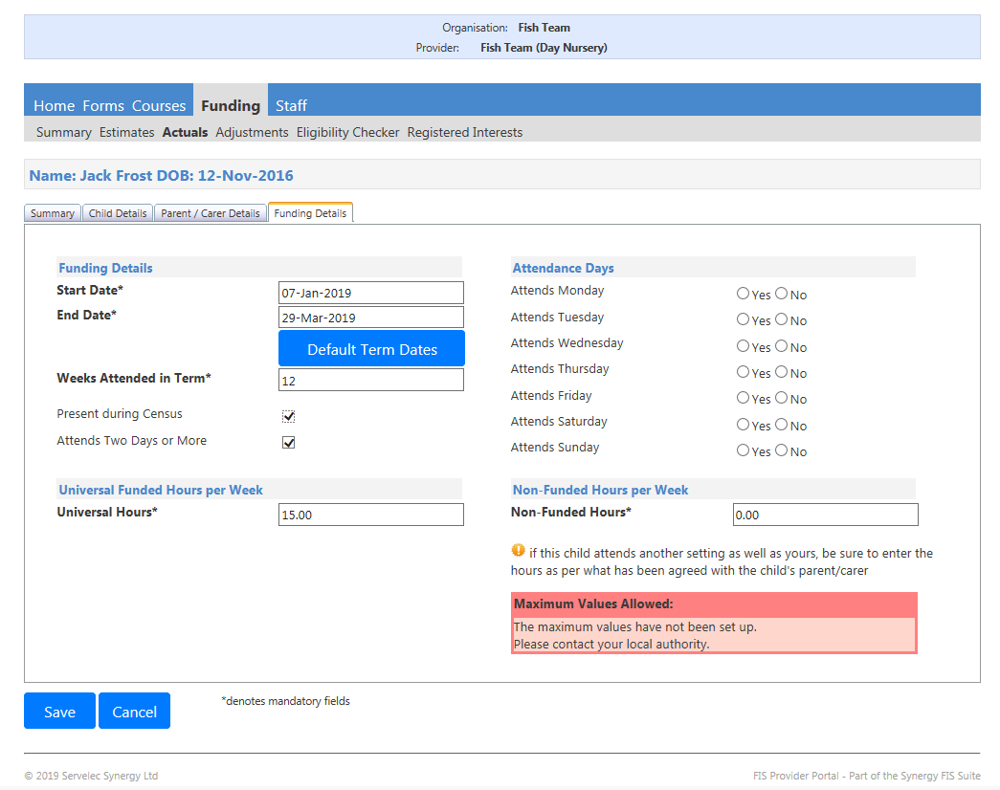 Organisation: Fish Team
Provider: Fish Team (Day Nursery)
Home Forms Courses Funding Staff
Summary Estimates Actuals Adjustments Eligibility Checker Registered Interests
Name: Jack Frost DOB: 12-Nov-2016
Summary Child Details Parent / Carer Details Funding Details
Funding Details
Start Date* 07-Jan-2019
End Date* 29-Mar-2019
Default Term Dates
Weeks Attended in Term* 12
Present during Census
Attends Two Days or More
Attendance Days
Attends Monday Yes No
Attends Tuesday Yes No
Attends Wednesday Yes No
Attends Thursday Yes No
Attends Friday Yes No
Attends Saturday Yes No
Attends Sunday Yes No
Universal Funded Hours per Week
Universal Hours* 15.00
Non-Funded Hours per Week
Non-Funded Hours* 0.00
if this child attends another setting as well as yours, be sure to enter the
hours as per what has been agreed with the child's parent/carer
Maximum Values Allowed:
The maximum values have not been set up.
Please contact your local authority.
Save Cancel *denotes mandatory fields
© 2019 Servelec Synergy Ltd FIS Provider Portal - Part of the Synergy FIS Suite